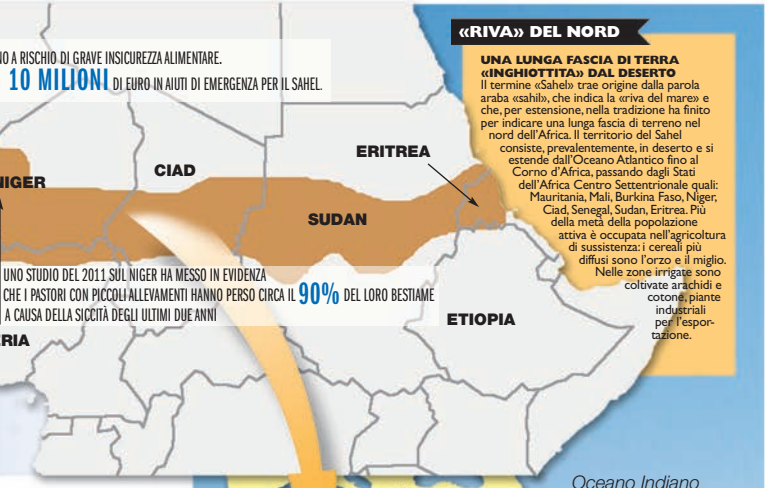 «RIVA» DEL NORD
UNA LUNGA FASCIA DI TERRA
«INGHIOTTITA» DAL DESERTO
Il termine «Sahel» trae origine dalla parola
araba «sahil», che indica la «riva del mare» e
che, per estensione, nella tradizione ha finito
per indicare una lunga fascia di terreno nel
nord dell'Africa. Il territorio del Sahel
consiste, prevalentemente, in deserto e si
estende dall'Oceano Atlantico fino al
Corno d'Africa, passando dagli Stati
dell'Africa Centro Settentrionale quali:
Mauritania, Mali, Burkina Faso, Niger,
Ciad, Senegal, Sudan, Eritrea. Più
della metà della popolazione
attiva è occupata nell'agricoltura
di sussistenza: i cereali più
diffusi sono l'orzo e il miglio.
Nelle zone irrigate sono
coltivate arachidi e
cotone, piante
industriali
per l'espor-
tazione.
NO A RISCHIO DI GRAVE INSICUREZZA ALIMENTARE.
10 MILIONI DI EURO IN AIUTI DI EMERGENZA PER IL SAHEL.
ERITREA
CIAD
NIGER
SUDAN
UNO STUDIO DEL 2011 SUL NIGER HA MESSO IN EVIDENZA
CHE I PASTORI CON PICCOLI ALLEVAMENTI HANNO PERSO CIRCA IL 90% DEL LORO BESTIAME
A CAUSA DELLA SICCITÀ DEGLI ULTIMI DUE ANNI
ETIOPIA
RIA
Oceano Indiano